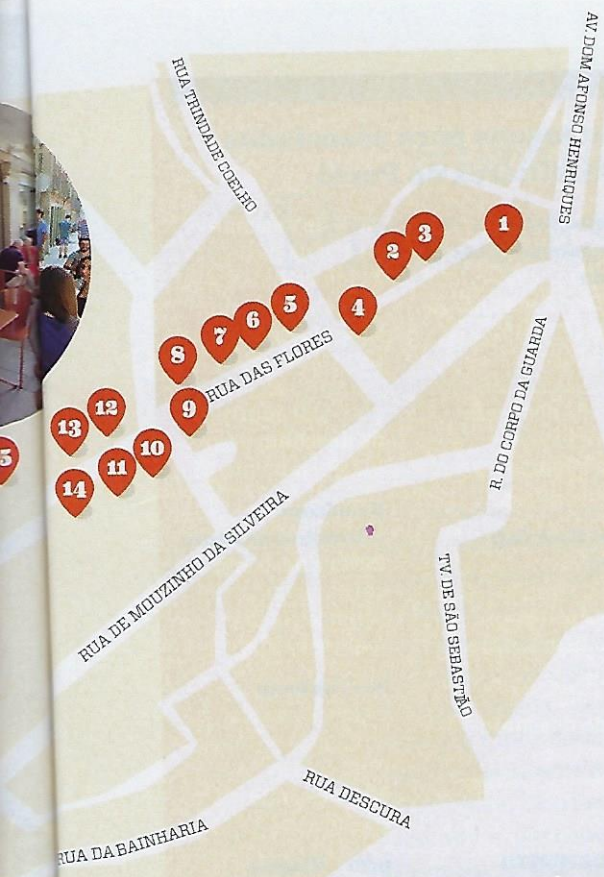 AV. DOM AFONSO HENRIQUES
RUA TRINDADE COELHO
1
3
2
4
5
6
7
8
RUA DAS FLORES
9
12
13
10
11
14
5
R. DO CORPO DA GUARDA
RUA DE MOUZINHO DA SILVEIRA
TV. DE SÃO SEBASTIÃO
RUA DESCURA
RUA DA BAINHARIA